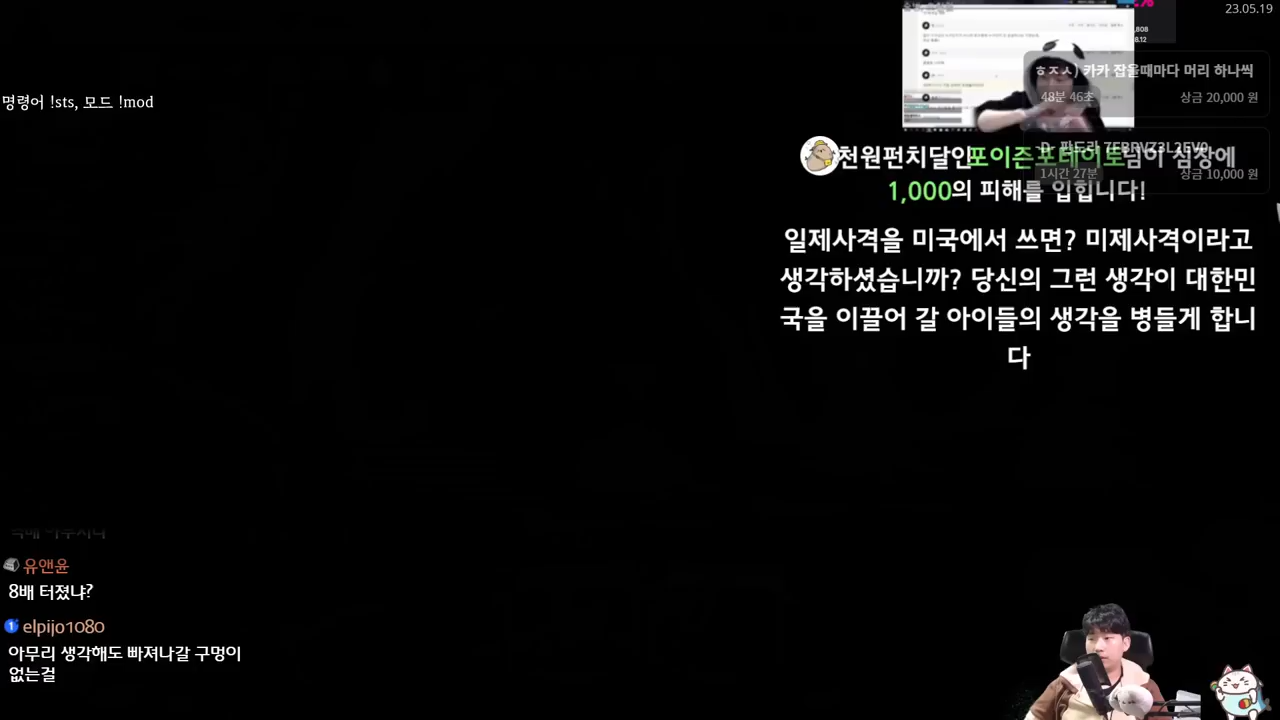 23.05.19
명령어 !sts, 모드 !mod
ㅎㅈㅅ) 카카 잡을때마다 머리 하나씩
48분 46초
상금 20,000 원
1시간 27분
상금 10,000 원
천원펀치달인포이즌포테이토님이 심장에
1,000의 피해를 입힙니다!
일제사격을 미국에서 쓰면? 미제사격이라고
생각하셨습니까? 당신의 그런 생각이 대한민
국을 이끌어 갈 아이들의 생각을 병들게 합니
다
유앤윤
8배 터졌냐?
elpijo1080
아무리 생각해도 빠져나갈 구멍이
없는걸